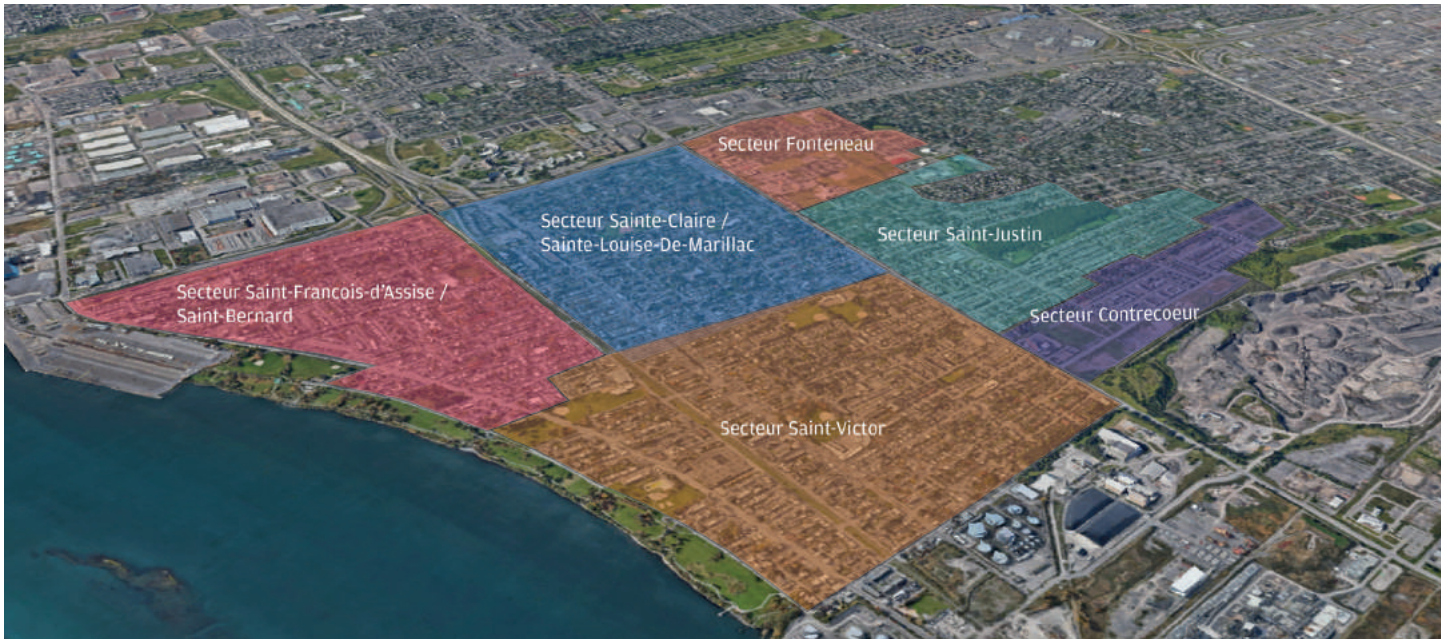 Secteur Fonteneau
Secteur Sainte-Claire /
Sainte-Louise-De-Marillac
Secteur Saint-Justin
Secteur Saint-Francois-d'Assise /
Saint-Bernard
Secteur Contrecoeur
Secteur Saint-Victor